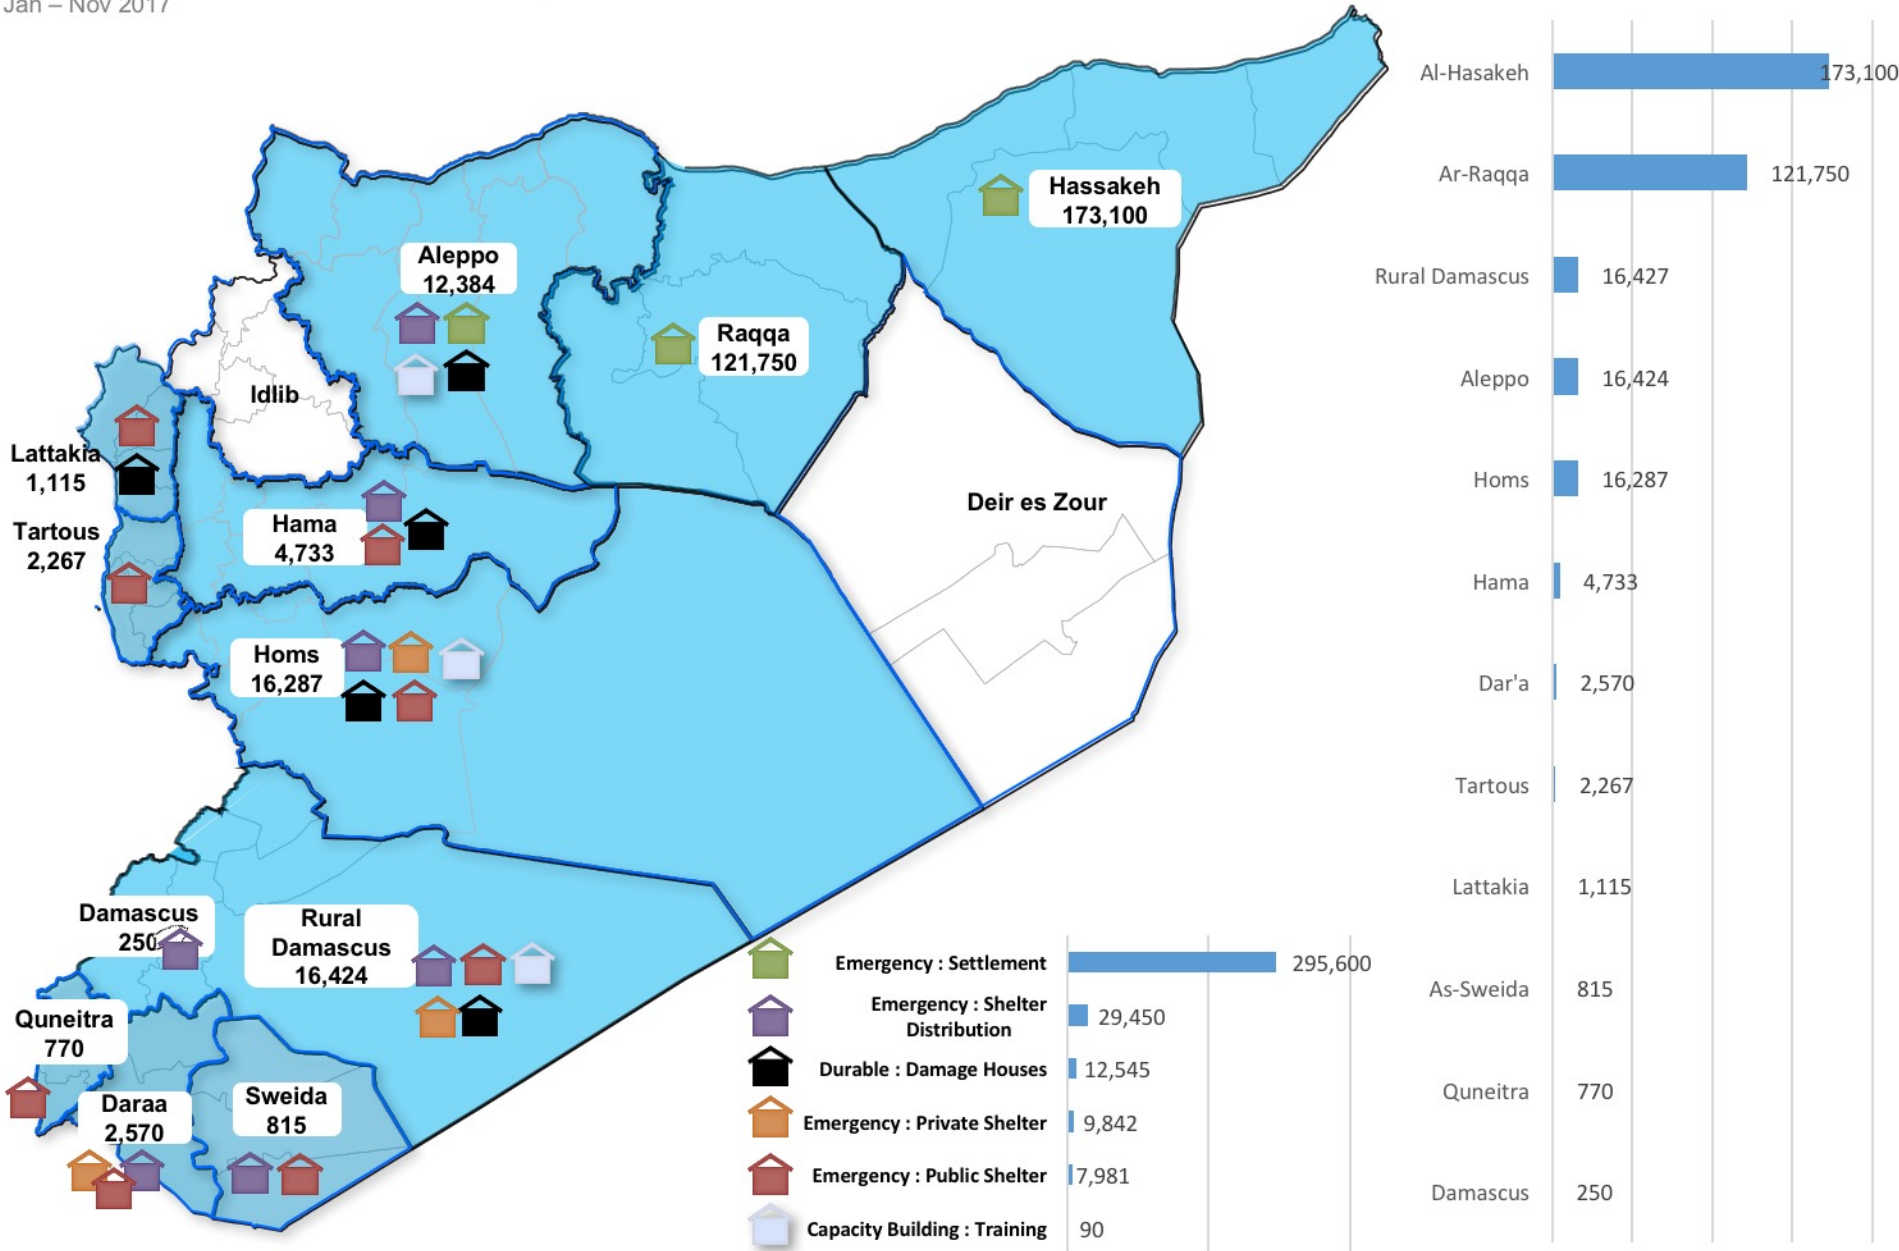 Jan – Nov 2017
Hassakeh
173,100
Aleppo
12,384
Raqqa
121,750
Idlib
Lattakia
1,115
Tartous
2,267
Hama
4,733
Deir es Zour
Homs
16,287
Damascus
250
Rural
Damascus
16,424
Quneitra
770
Daraa
2,570
Sweida
815
Emergency : Settlement 295,600
Emergency : Shelter
Distribution 29,450
Durable : Damage Houses 12,545
Emergency : Private Shelter 9,842
Emergency : Public Shelter 7,981
Capacity Building : Training 90
Al-Hasakeh 173,100
Ar-Raqqa 121,750
Rural Damascus 16,427
Aleppo 16,424
Homs 16,287
Hama 4,733
Dar'a 2,570
Tartous 2,267
Lattakia 1,115
As-Sweida 815
Quneitra 770
Damascus 250